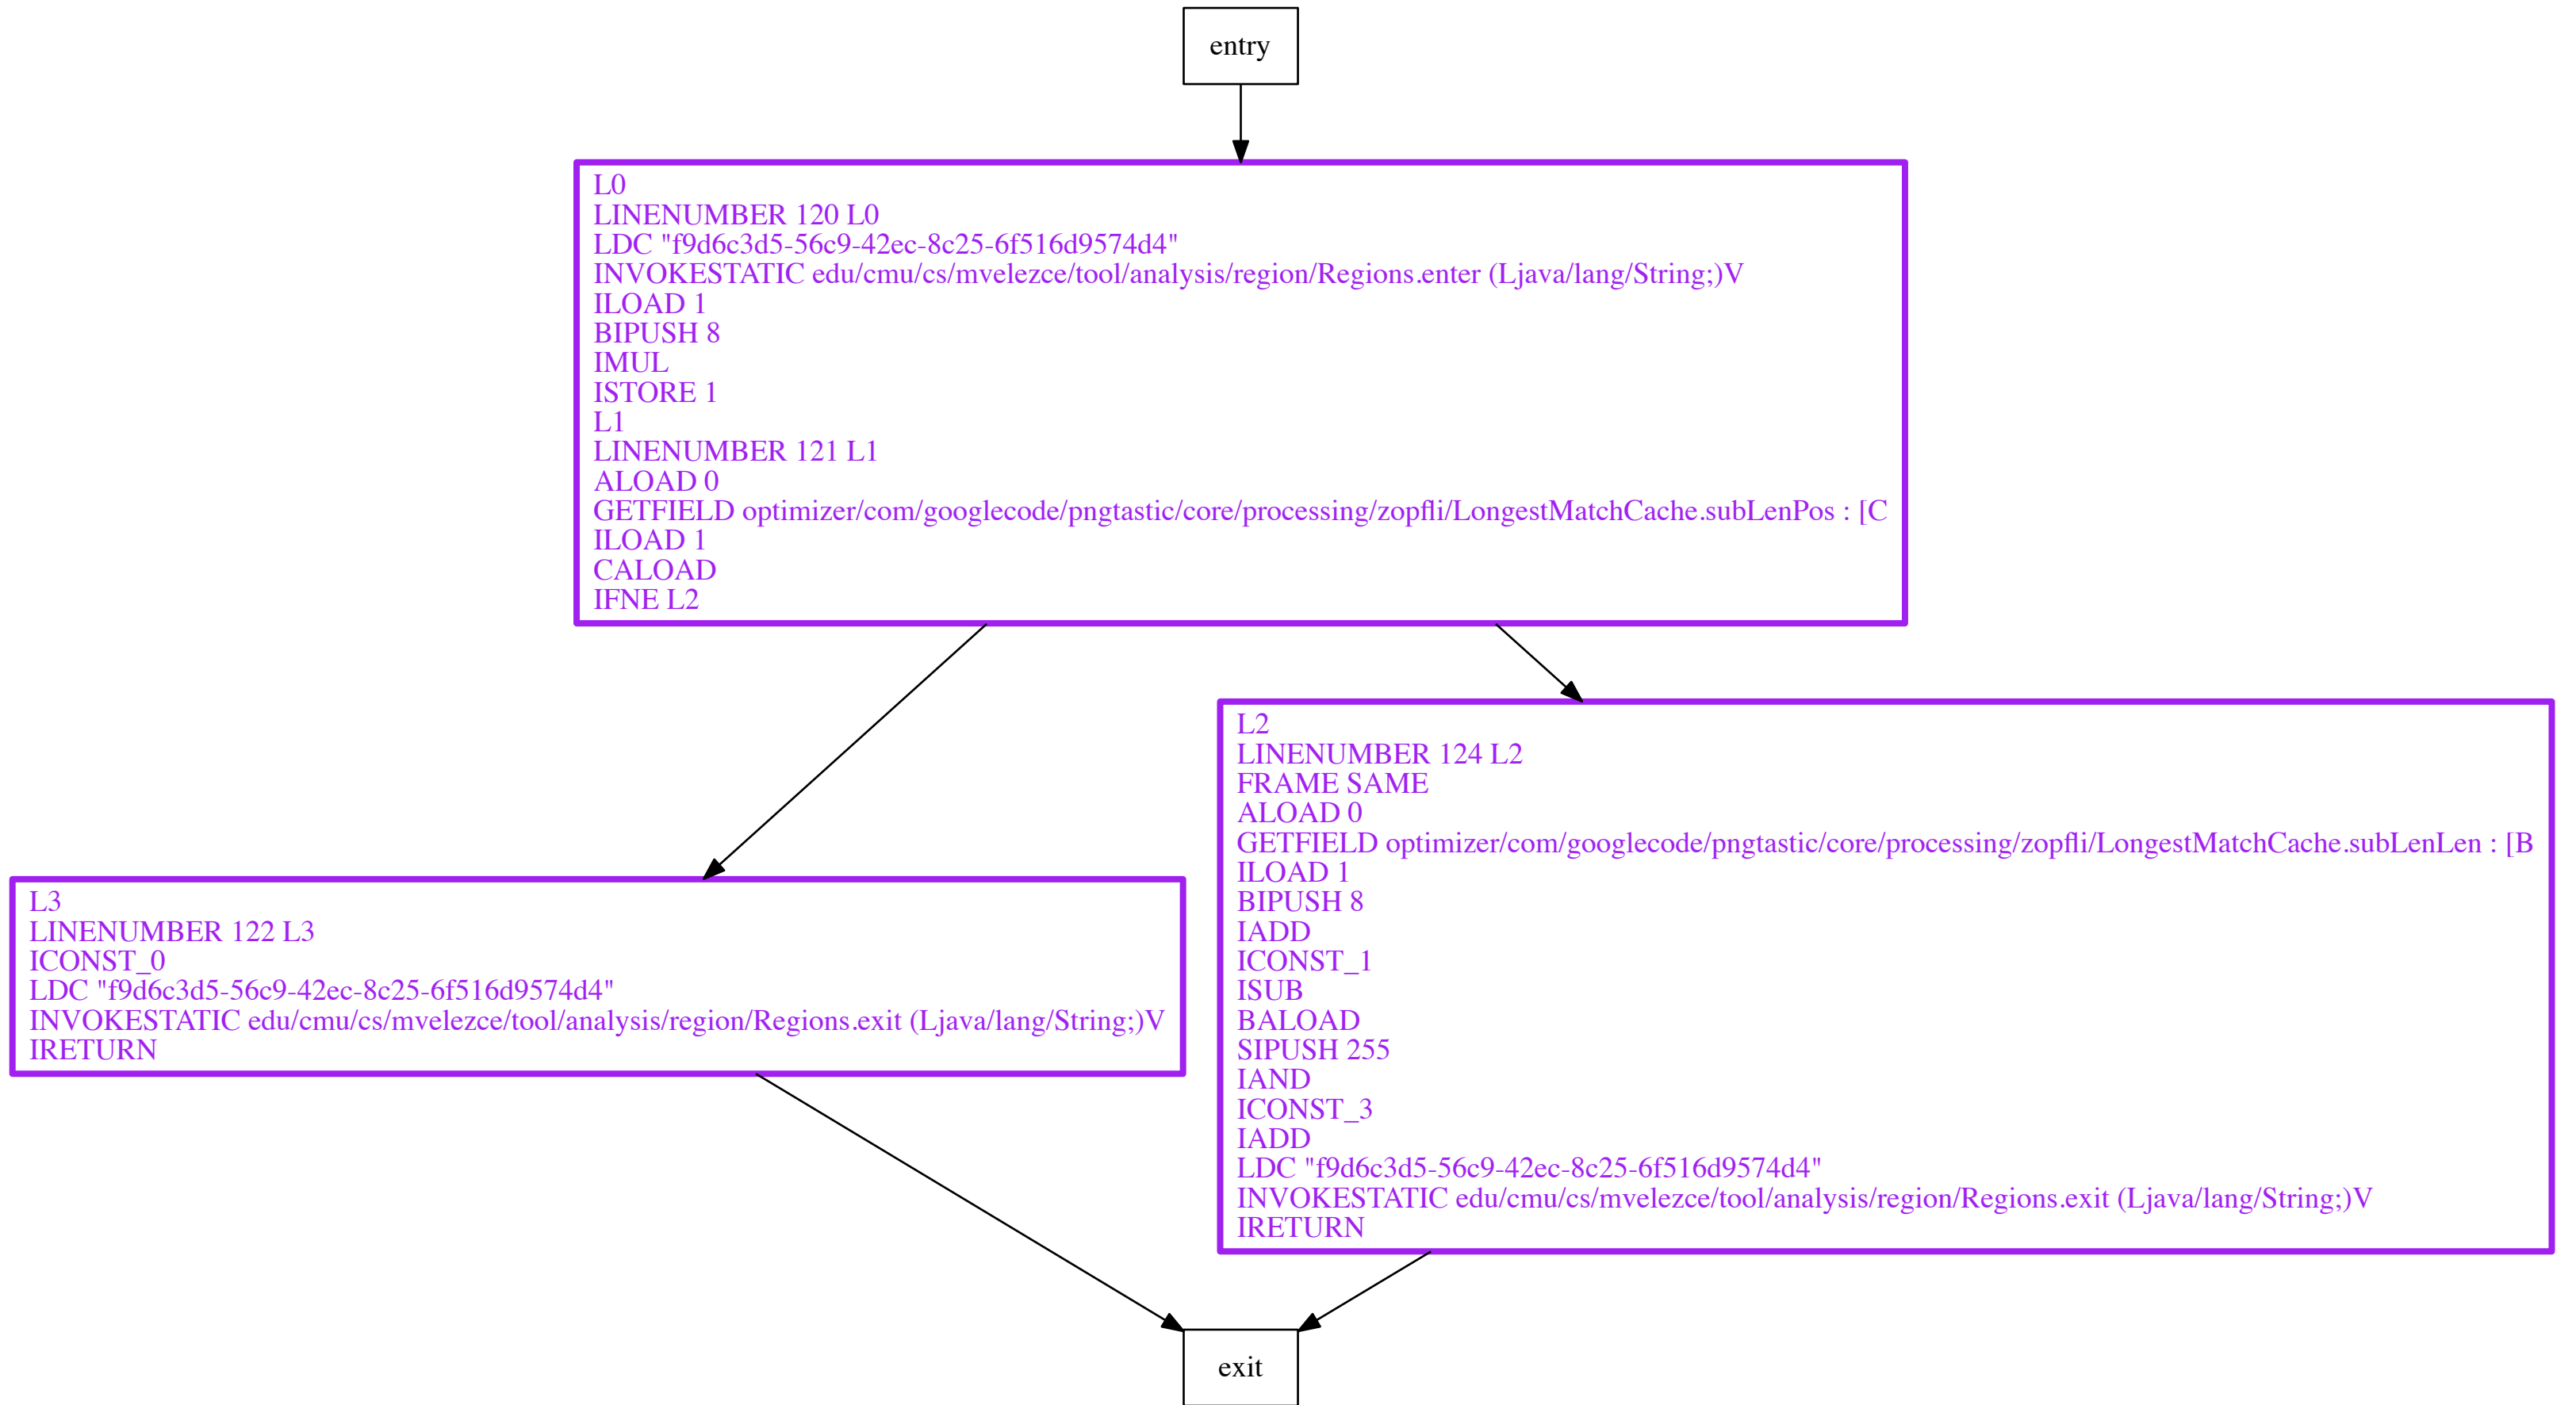 entry
L0
LINENUMBER 120 L0
LDC "f9d6c3d5-56c9-42ec-8c25-6f516d9574d4"
INVOKESTATIC edu/cmu/cs/mvelezce/tool/analysis/region/Regions.enter (Ljava/lang/String;)V
ILOAD 1
BIPUSH 8
IMUL
ISTORE 1
L1
LINENUMBER 121 L1
ALOAD 0
GETFIELD optimizer/com/googlecode/pngtastic/core/processing/zopfli/LongestMatchCache.subLenPos : [C
ILOAD 1
CALOAD
IFNE L2
L3
LINENUMBER 122 L3
ICONST_0
LDC "f9d6c3d5-56c9-42ec-8c25-6f516d9574d4"
INVOKESTATIC edu/cmu/cs/mvelezce/tool/analysis/region/Regions.exit (Ljava/lang/String;)V
IRETURN
L2
LINENUMBER 124 L2
FRAME SAME
ALOAD 0
GETFIELD optimizer/com/googlecode/pngtastic/core/processing/zopfli/LongestMatchCache.subLenLen : [B
ILOAD 1
BIPUSH 8
IADD
ICONST_1
ISUB
BALOAD
SIPUSH 255
IAND
ICONST_3
IADD
LDC "f9d6c3d5-56c9-42ec-8c25-6f516d9574d4"
INVOKESTATIC edu/cmu/cs/mvelezce/tool/analysis/region/Regions.exit (Ljava/lang/String;)V
IRETURN
exit